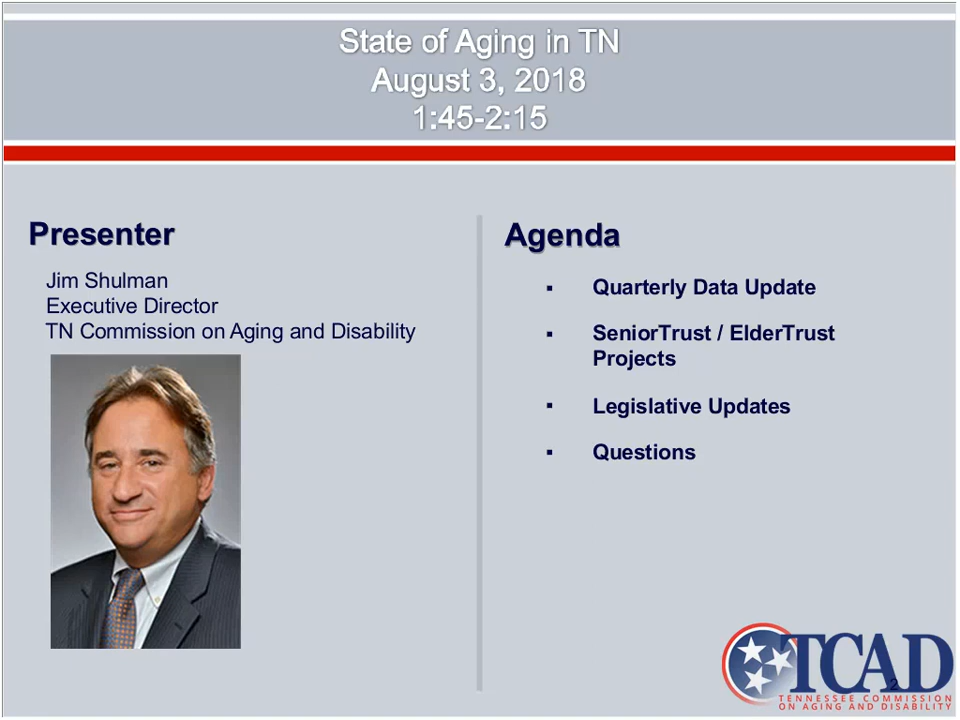 State of Aging in TN
August 3, 2018
1:45-2:15
Presenter
Jim Shulman
Executive Director
TN Commission on Aging and Disability
Agenda
▪ Quarterly Data Update
▪ SeniorTrust / ElderTrust
Projects
▪ Legislative Updates
▪ Questions
TCAD
2
TENNESSEE COMMISSION
ON AGING AND DISABILITY